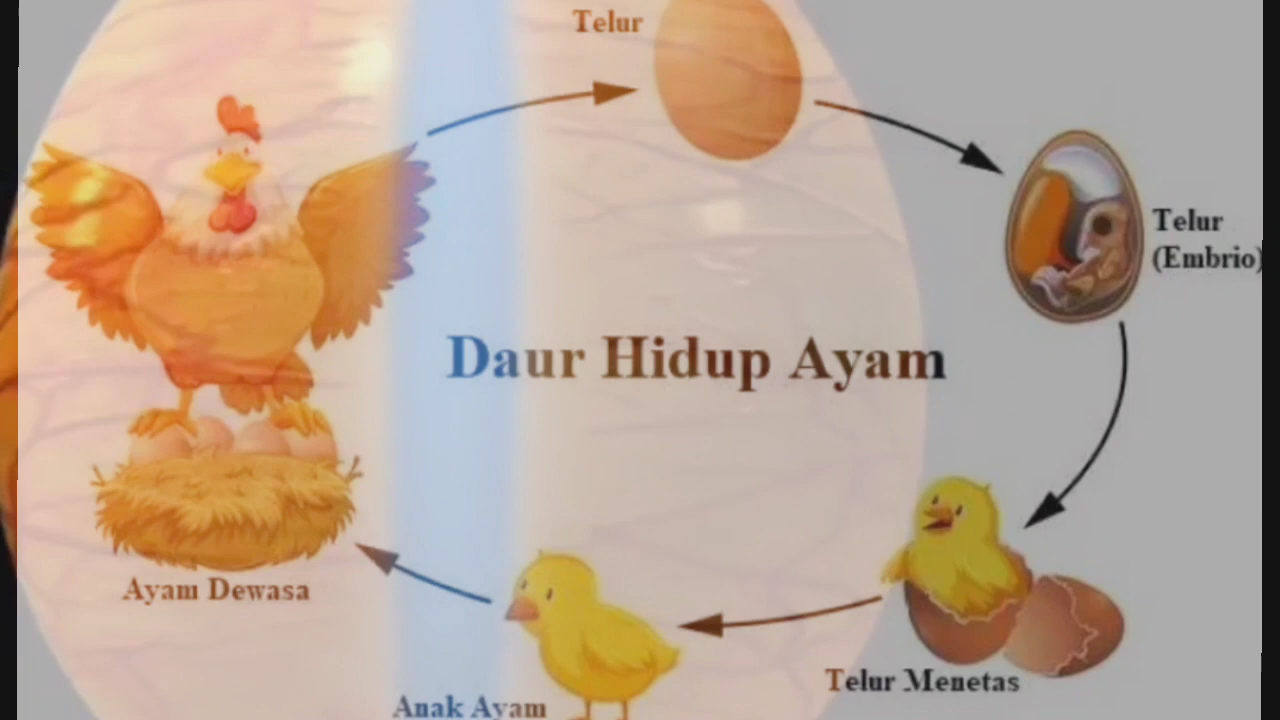 Telur
Telur
(Embrio)
Daur Hidup Ayam
Ayam Dewasa
Telur Menetas
Anak Ayam